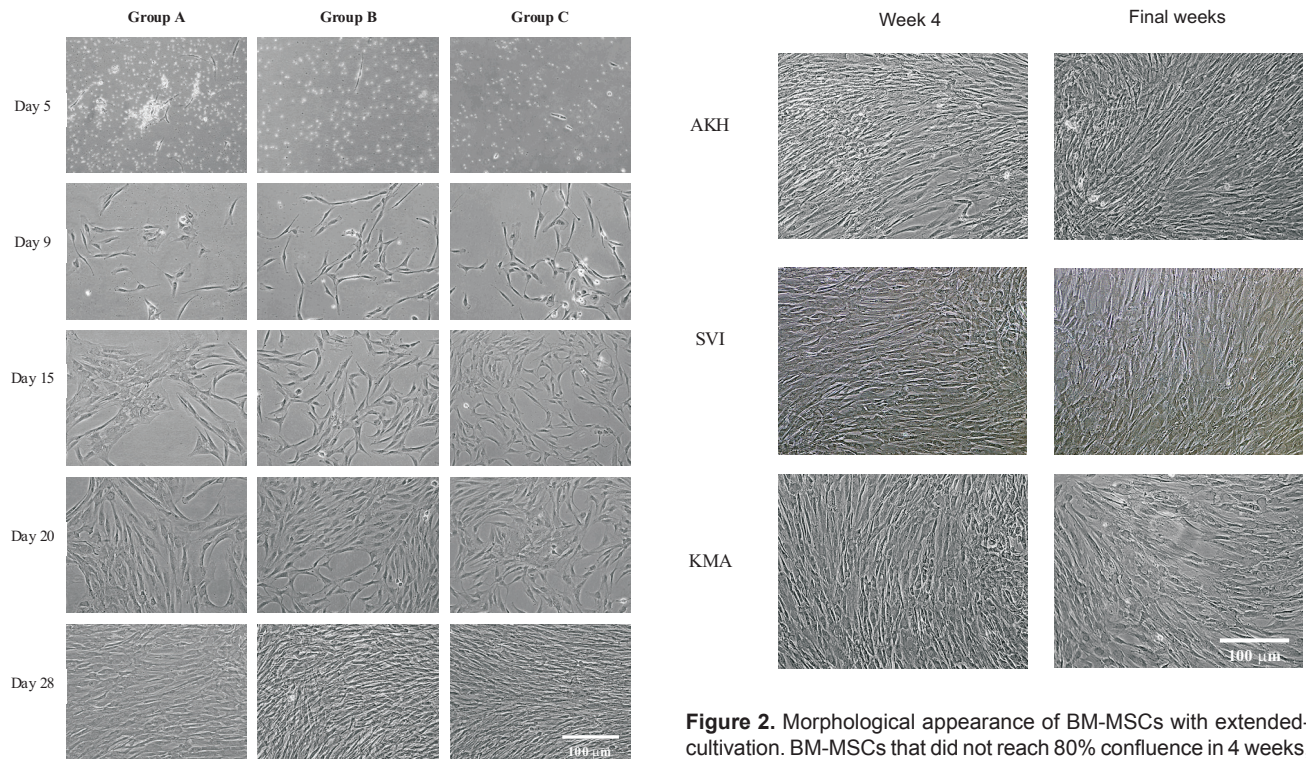 Group A Group B Group C
Day 5
Day 9
Day 15
Day 20
Day 28
100 μm
Week 4 Final weeks
AKH
SVI
KMA
100 μm
Figure 2. Morphological appearance of BM-MSCs with extended-
cultivation. BM-MSCs that did not reach 80% confluence in 4 weeks